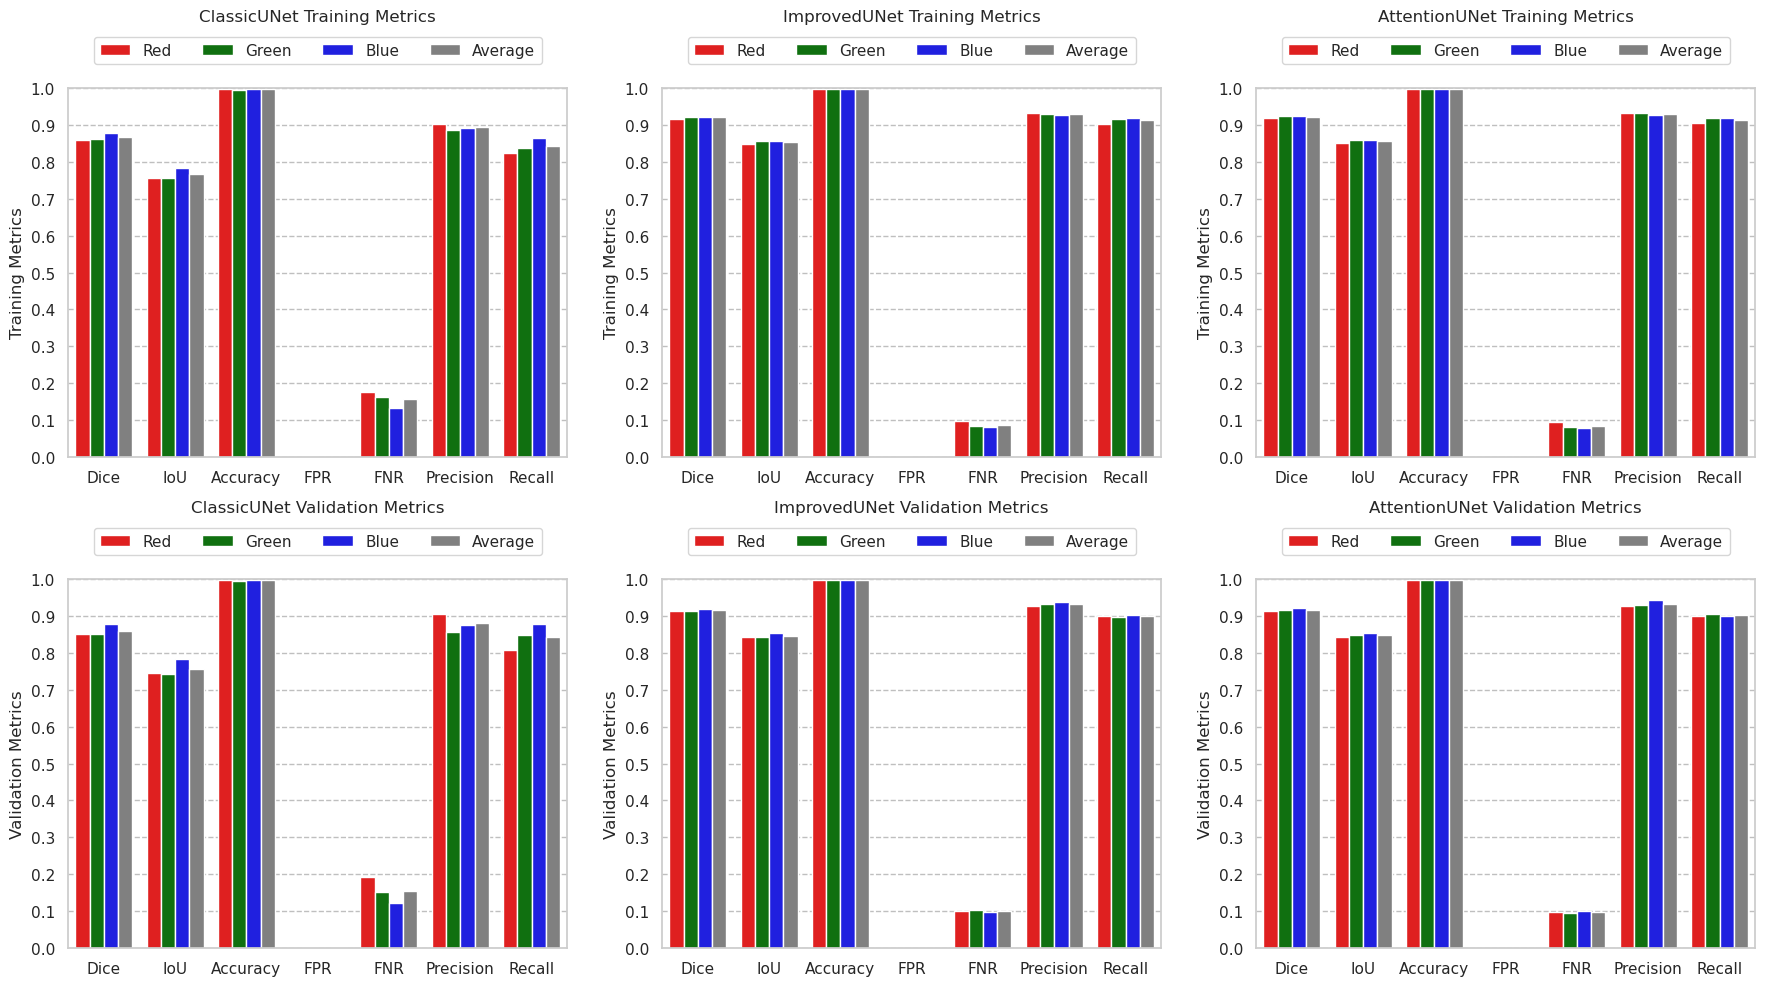 ClassicUNet Training Metrics
Red Green Blue Average
1.0
0.9
0.8
0.7
0.6
0.5
0.4
0.3
0.2
0.1
0.0
Training Metrics
Dice IoU Accuracy FPR FNR Precision Recall
ImprovedUNet Training Metrics
Red Green Blue Average
1.0
0.9
0.8
0.7
0.6
0.5
0.4
0.3
0.2
0.1
0.0
Training Metrics
Dice IoU Accuracy FPR FNR Precision Recall
AttentionUNet Training Metrics
Red Green Blue Average
1.0
0.9
0.8
0.7
0.6
0.5
0.4
0.3
0.2
0.1
0.0
Training Metrics
Dice IoU Accuracy FPR FNR Precision Recall
ClassicUNet Validation Metrics
Red Green Blue Average
1.0
0.9
0.8
0.7
0.6
0.5
0.4
0.3
0.2
0.1
0.0
Validation Metrics
Dice IoU Accuracy FPR FNR Precision Recall
ImprovedUNet Validation Metrics
Red Green Blue Average
1.0
0.9
0.8
0.7
0.6
0.5
0.4
0.3
0.2
0.1
0.0
Validation Metrics
Dice IoU Accuracy FPR FNR Precision Recall
AttentionUNet Validation Metrics
Red Green Blue Average
1.0
0.9
0.8
0.7
0.6
0.5
0.4
0.3
0.2
0.1
0.0
Validation Metrics
Dice IoU Accuracy FPR FNR Precision Recall